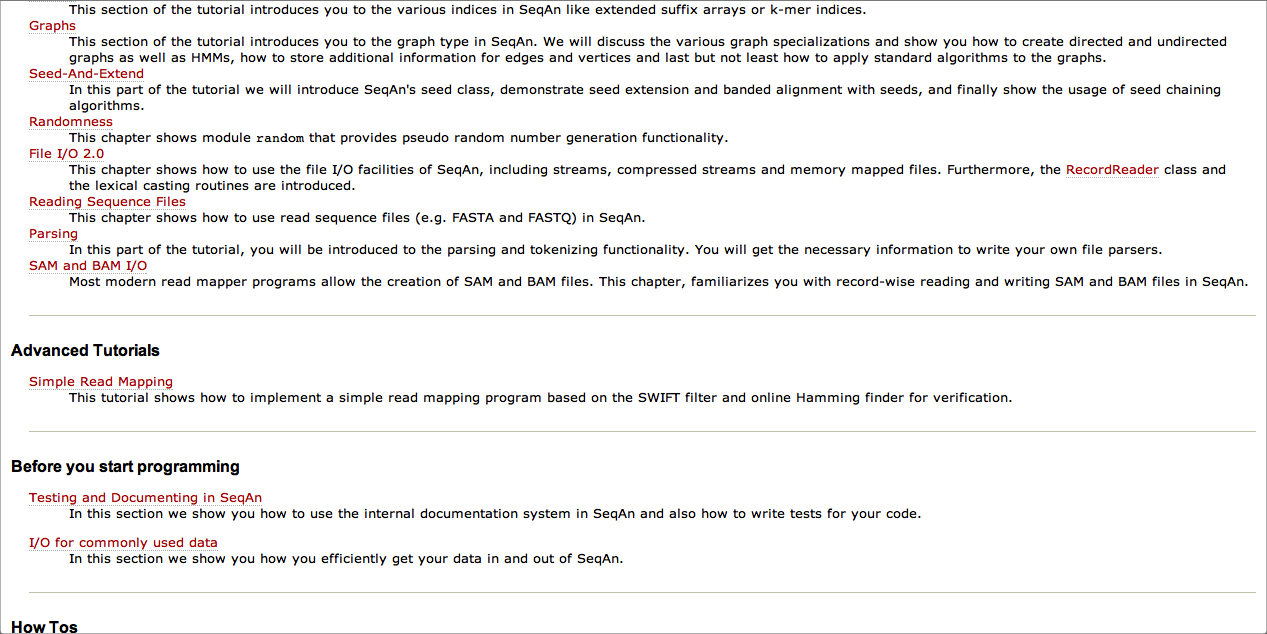 This section of the tutorial introduces you to the various indices in SeqAn like extended suffix arrays or k-mer indices.
Graphs
This section of the tutorial introduces you to the graph type in SeqAn. We will discuss the various graph specializations and show you how to create directed and undirected
graphs as well as HMMs, how to store additional information for edges and vertices and last but not least how to apply standard algorithms to the graphs.
Seed-And-Extend
In this part of the tutorial we will introduce SeqAn's seed class, demonstrate seed extension and banded alignment with seeds, and finally show the usage of seed chaining
algorithms.
Randomness
This chapter shows module random that provides pseudo random number generation functionality.
File I/O 2.0
This chapter shows how to use the file I/O facilities of SeqAn, including streams, compressed streams and memory mapped files. Furthermore, the RecordReader class and
the lexical casting routines are introduced.
Reading Sequence Files
This chapter shows how to use read sequence files (e.g. FASTA and FASTQ) in SeqAn.
Parsing
In this part of the tutorial, you will be introduced to the parsing and tokenizing functionality. You will get the necessary information to write your own file parsers.
SAM and BAM I/O
Most modern read mapper programs allow the creation of SAM and BAM files. This chapter, familiarizes you with record-wise reading and writing SAM and BAM files in SeqAn.
Advanced Tutorials
Simple Read Mapping
This tutorial shows how to implement a simple read mapping program based on the SWIFT filter and online Hamming finder for verification.
Before you start programming
Testing and Documenting in SeqAn
In this section we show you how to use the internal documentation system in SeqAn and also how to write tests for your code.
I/O for commonly used data
In this section we show you how you efficiently get your data in and out of SeqAn.
How Tos